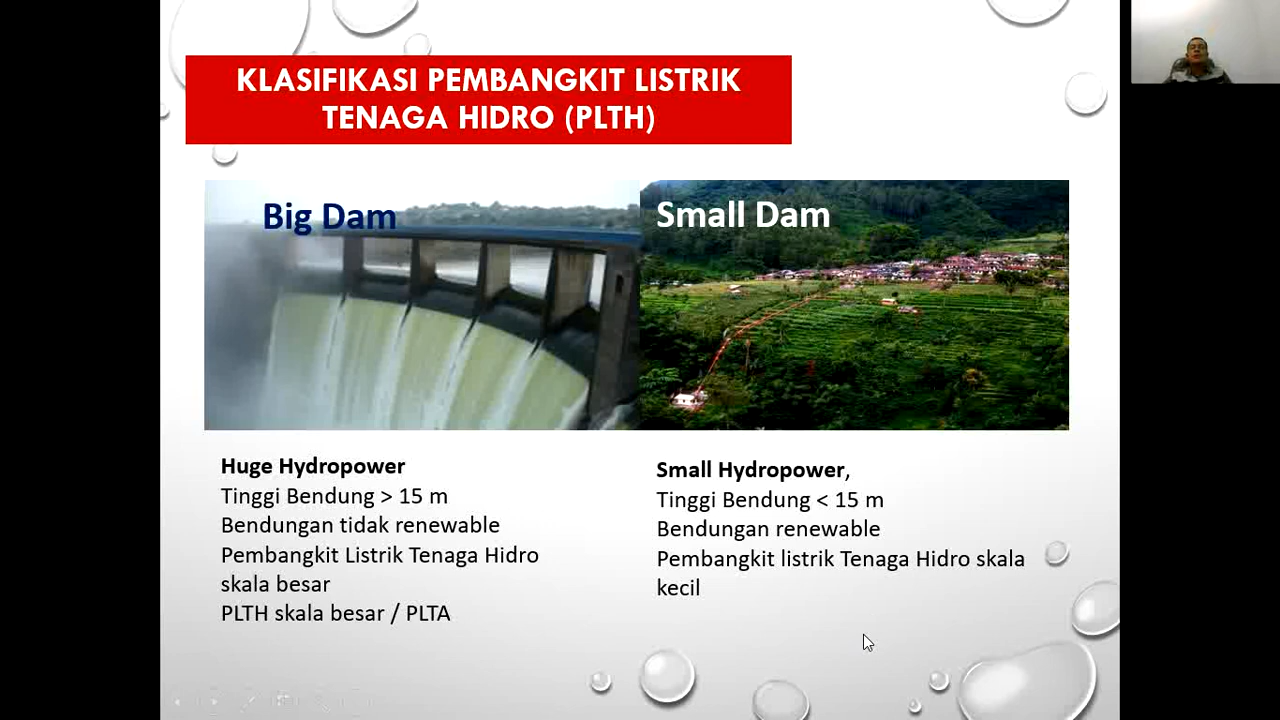 KLASIFIKASI PEMBANGKIT LISTRIK
TENAGA HIDRO (PLTH)
Big Dam
Small Dam
Huge Hydropower
Tinggi Bendung > 15 m
Bendungan tidak renewable
Pembangkit Listrik Tenaga Hidro
skala besar
PLTH skala besar / PLTA
Small Hydropower,
Tinggi Bendung < 15 m
Bendungan renewable
Pembangkit listrik Tenaga Hidro skala
kecil